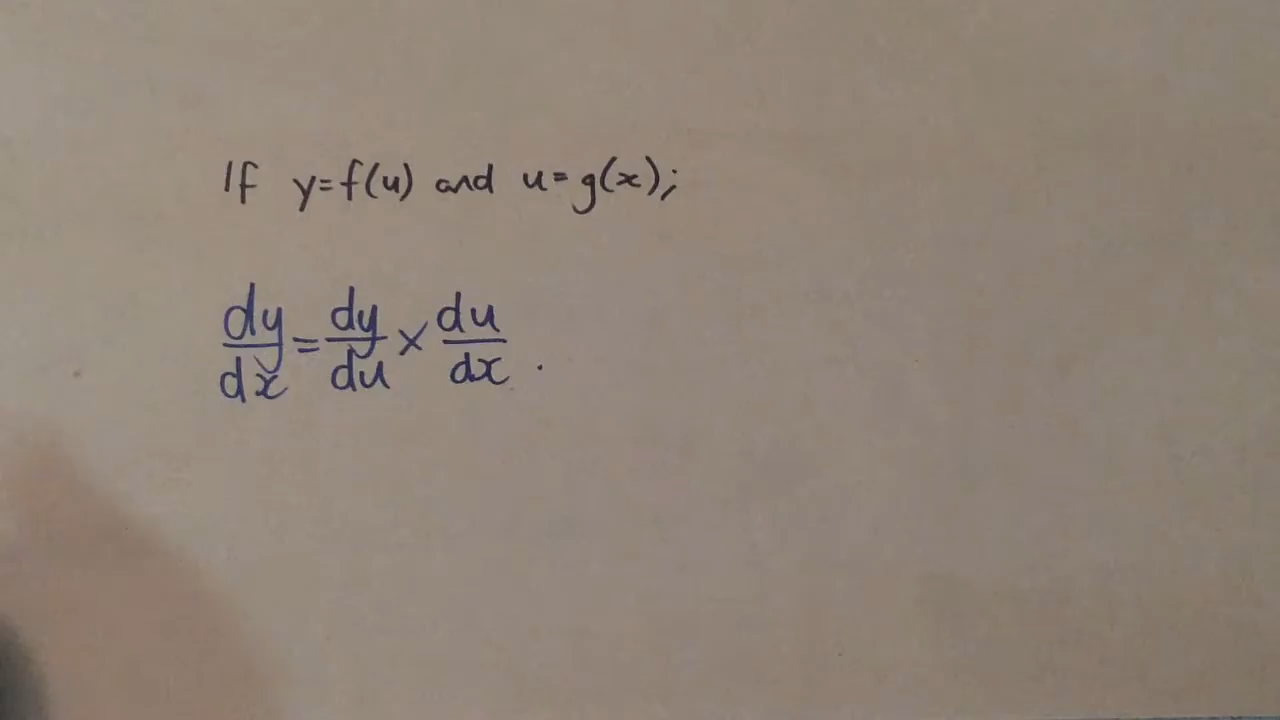 If y=f(u) and u=g(x);
dy/dx = dy/du × du/dx .